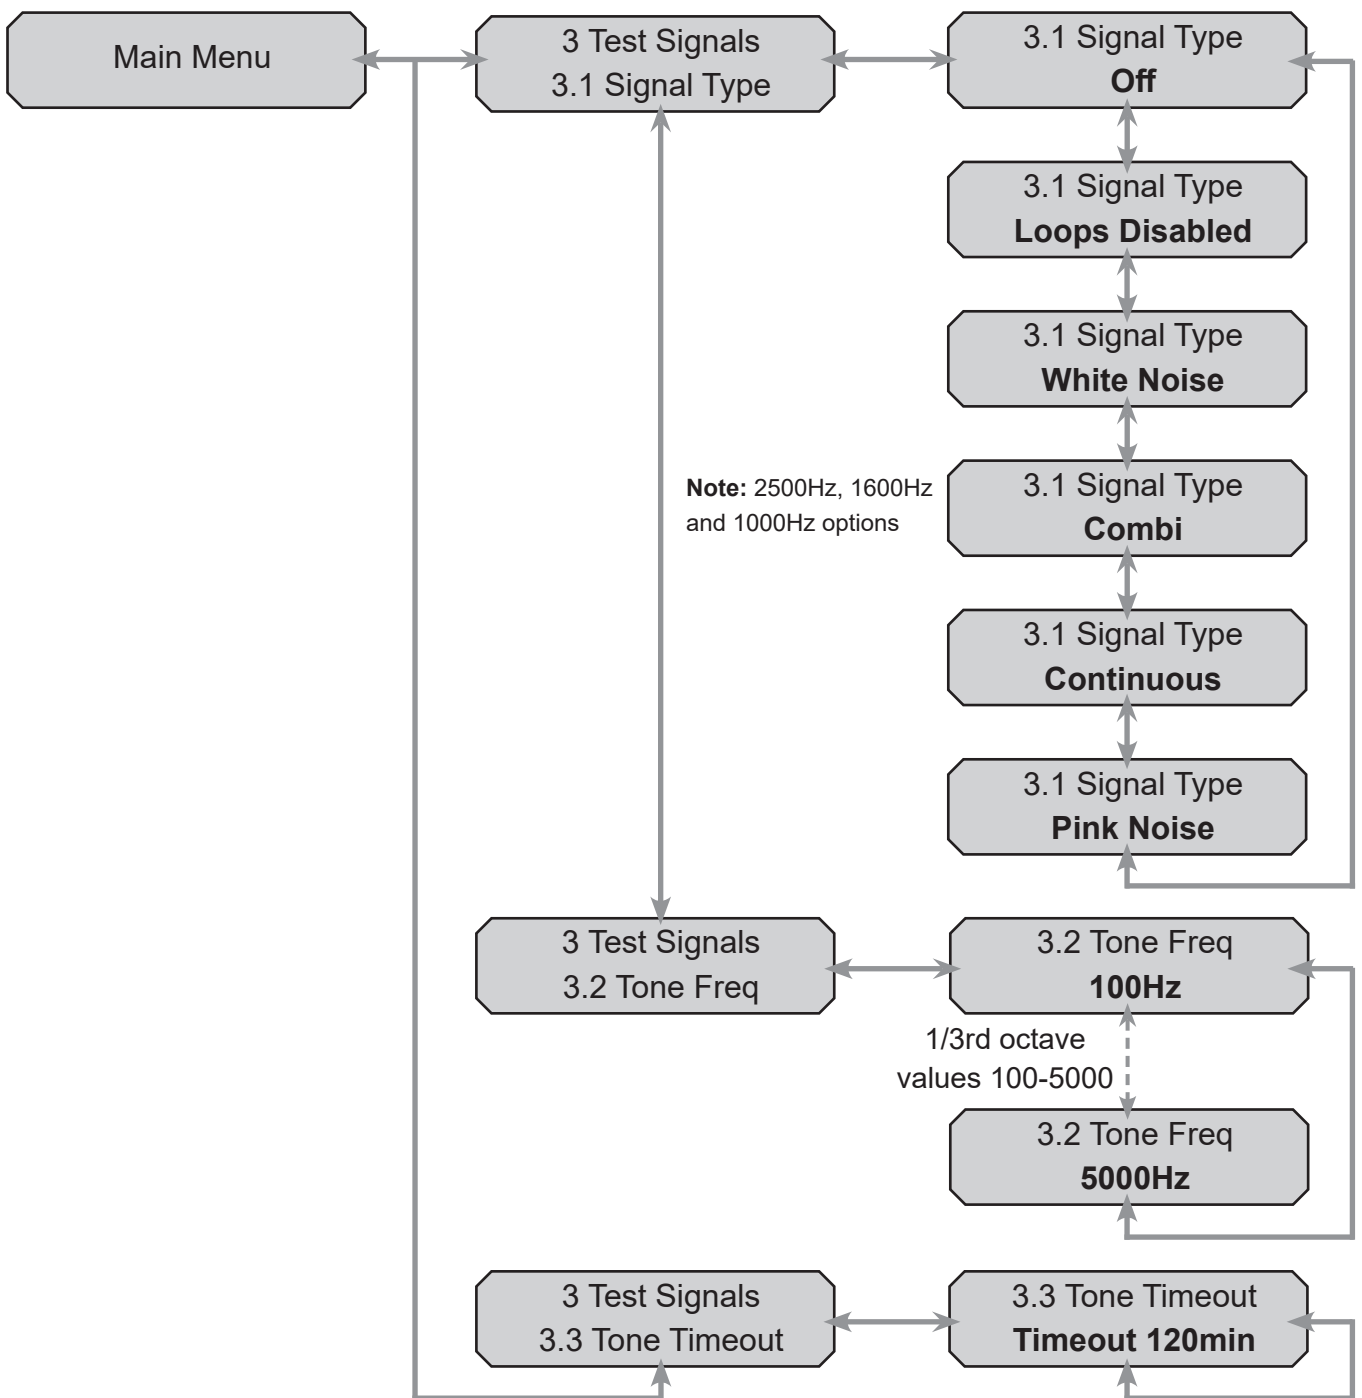 Main Menu
3 Test Signals
3.1 Signal Type
3.1 Signal Type
Off
3.1 Signal Type
Loops Disabled
3.1 Signal Type
White Noise
Note: 2500Hz, 1600Hz
and 1000Hz options
3.1 Signal Type
Combi
3.1 Signal Type
Continuous
3.1 Signal Type
Pink Noise
3 Test Signals
3.2 Tone Freq
3.2 Tone Freq
100Hz
1/3rd octave
values 100-5000
3.2 Tone Freq
5000Hz
3 Test Signals
3.3 Tone Timeout
3.3 Tone Timeout
Timeout 120min